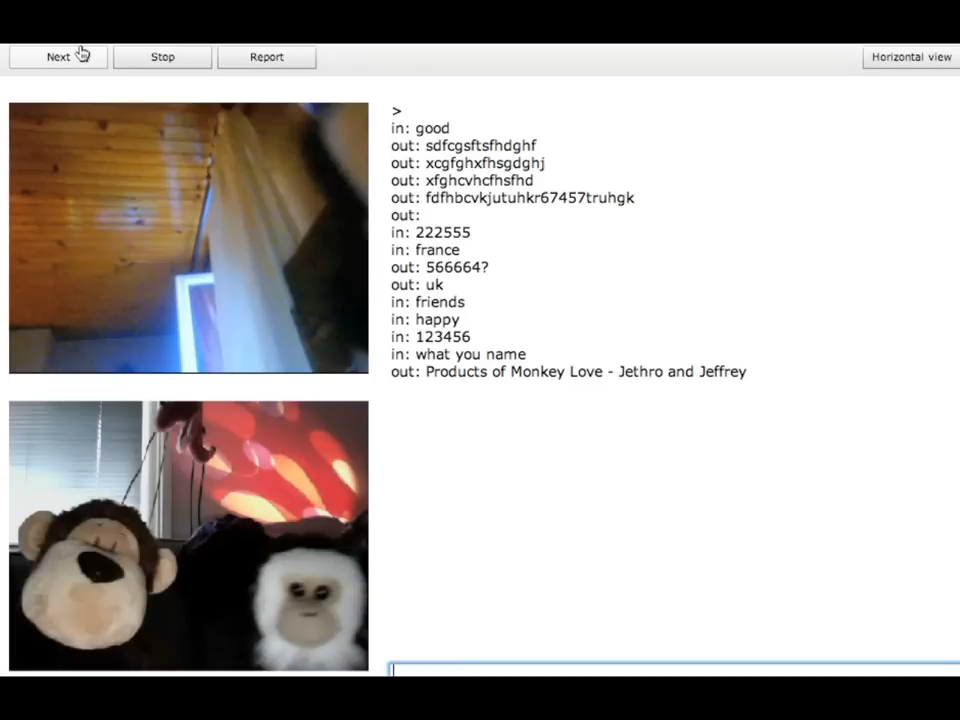 Next Stop Report Horizontal view
>
in: good
out: sdfcgsftsfhdghf
out: xcgfghxfhsgdghj
out: xfghcvhcfhsfhd
out: fdfhbcvkjutuhkr67457truhgk
out:
in: 222555
in: france
out: 566664?
out: uk
in: friends
in: happy
in: 123456
in: what you name
out: Products of Monkey Love - Jethro and Jeffrey